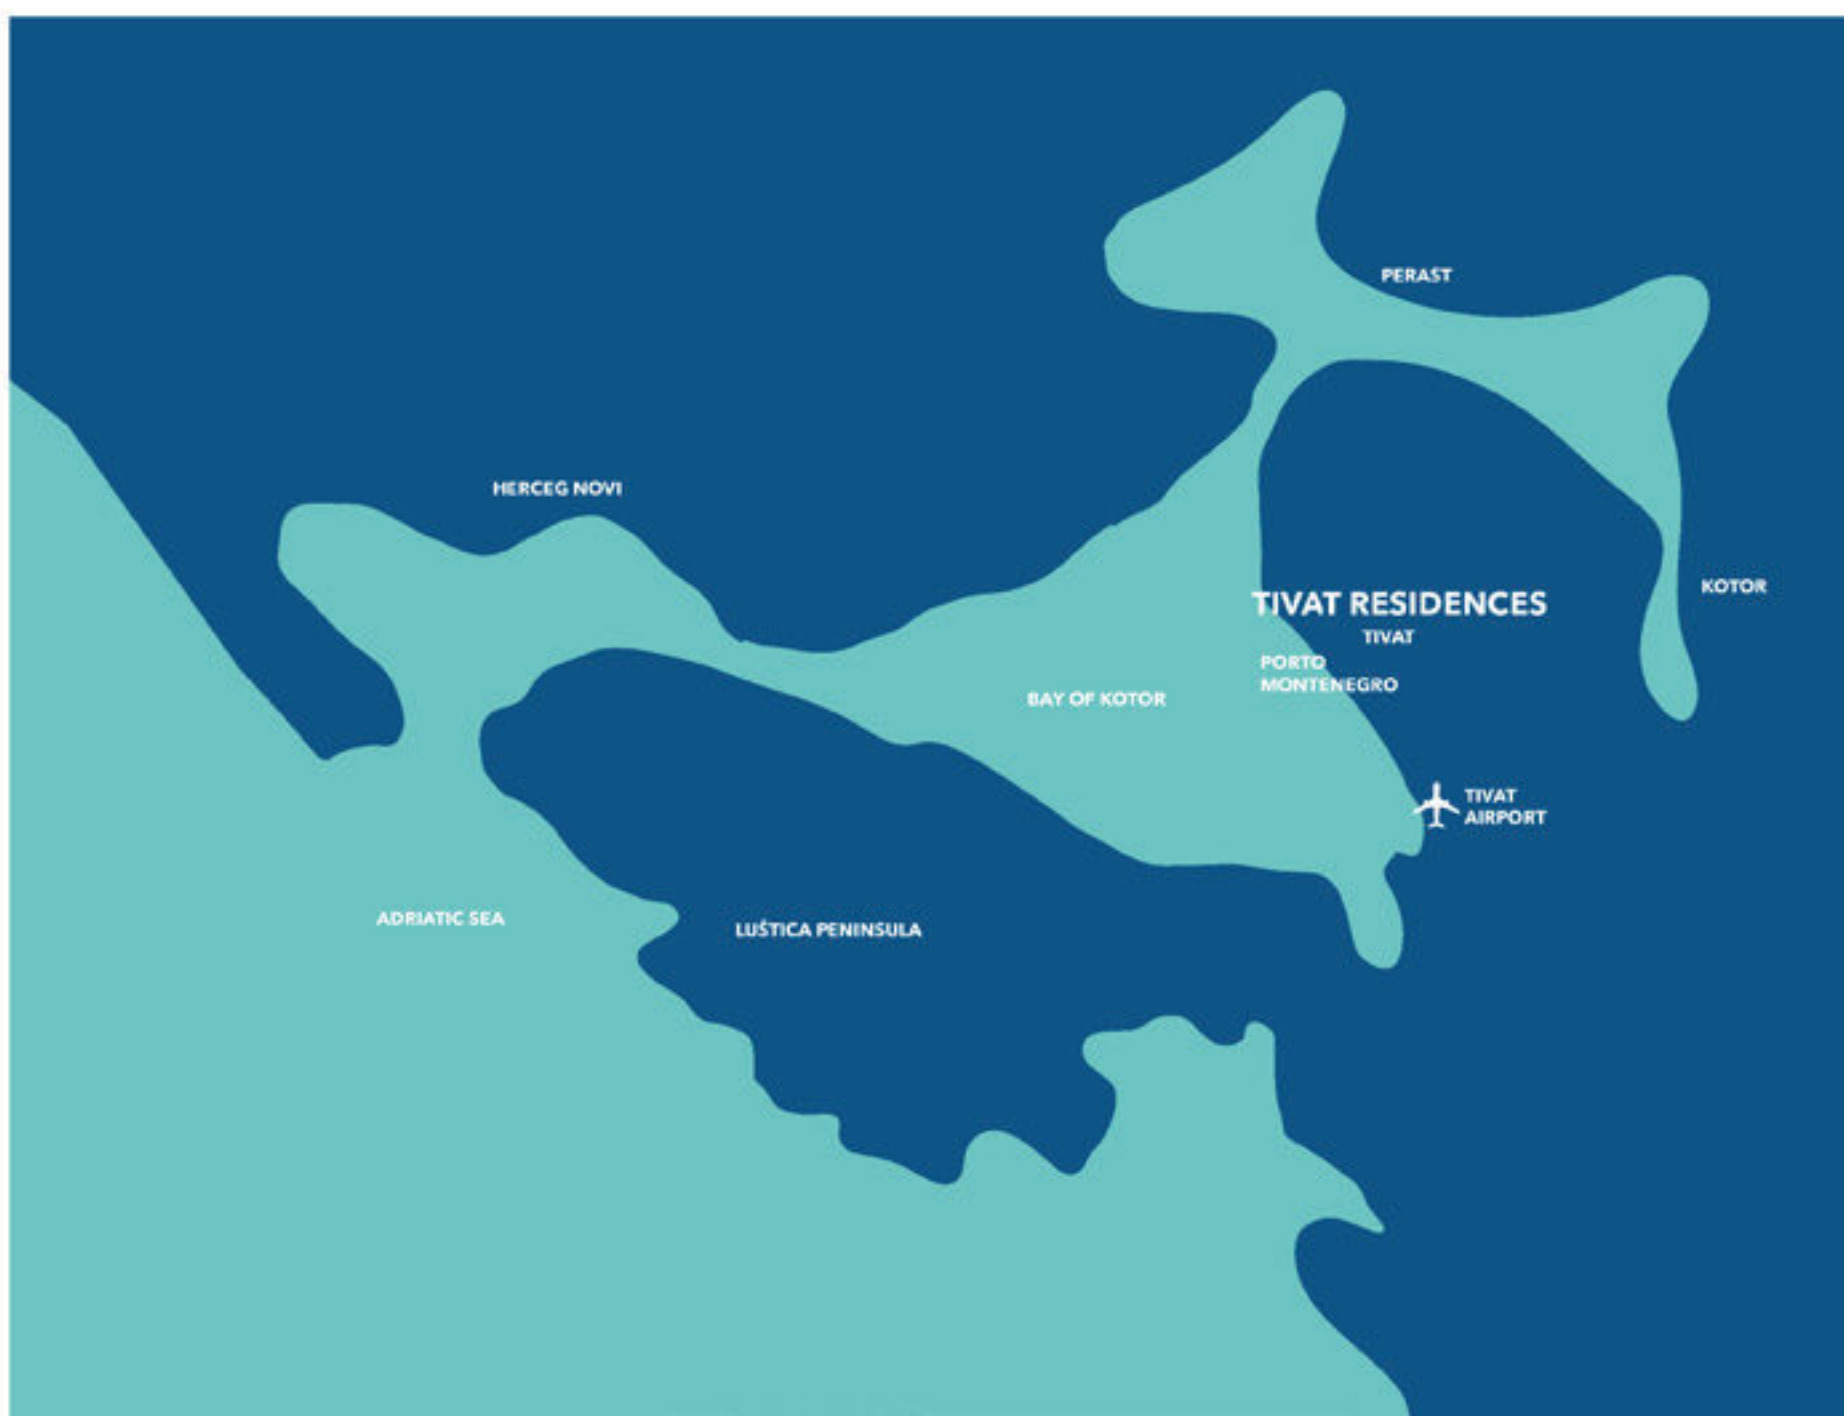 PERAST
HERCEG NOVI
KOTOR
TIVAT RESIDENCES
TIVAT
PORTO
MONTENEGRO
BAY OF KOTOR
TIVAT
AIRPORT
ADRIATIC SEA
LUŠTICA PENINSULA